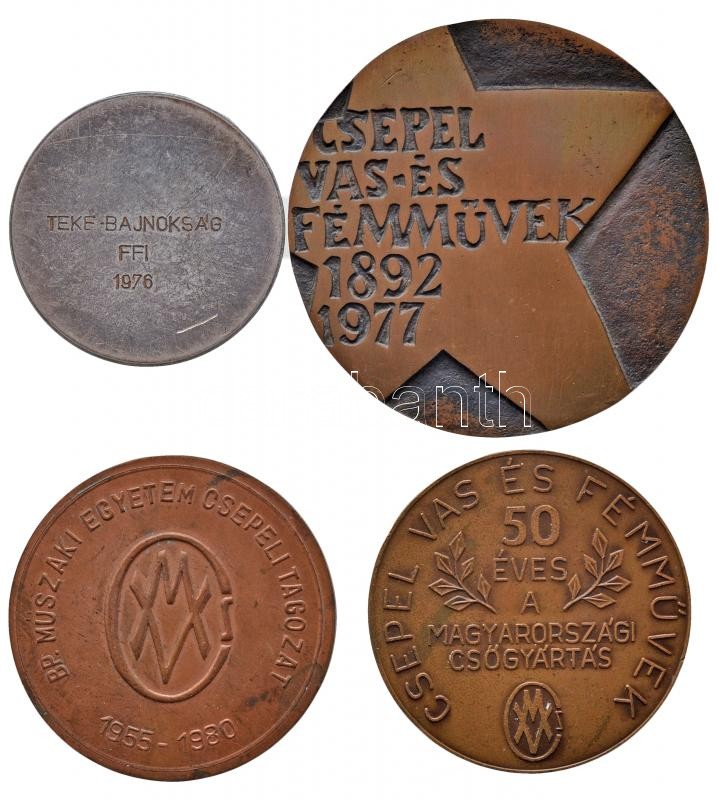 TEKE-BAJNOKSÁG
FFI
1976
CSEPEL
VAS-ÉS
FÉMMŰVEK
1892
1977
BP. MŰSZAKI EGYETEM CSEPELI TAGOZAT
1955-1980
CSEPEL VAS ÉS FÉMMŰVEK
50
ÉVES
A
MAGYARORSZÁGI
CSŐGYÁRTÁS